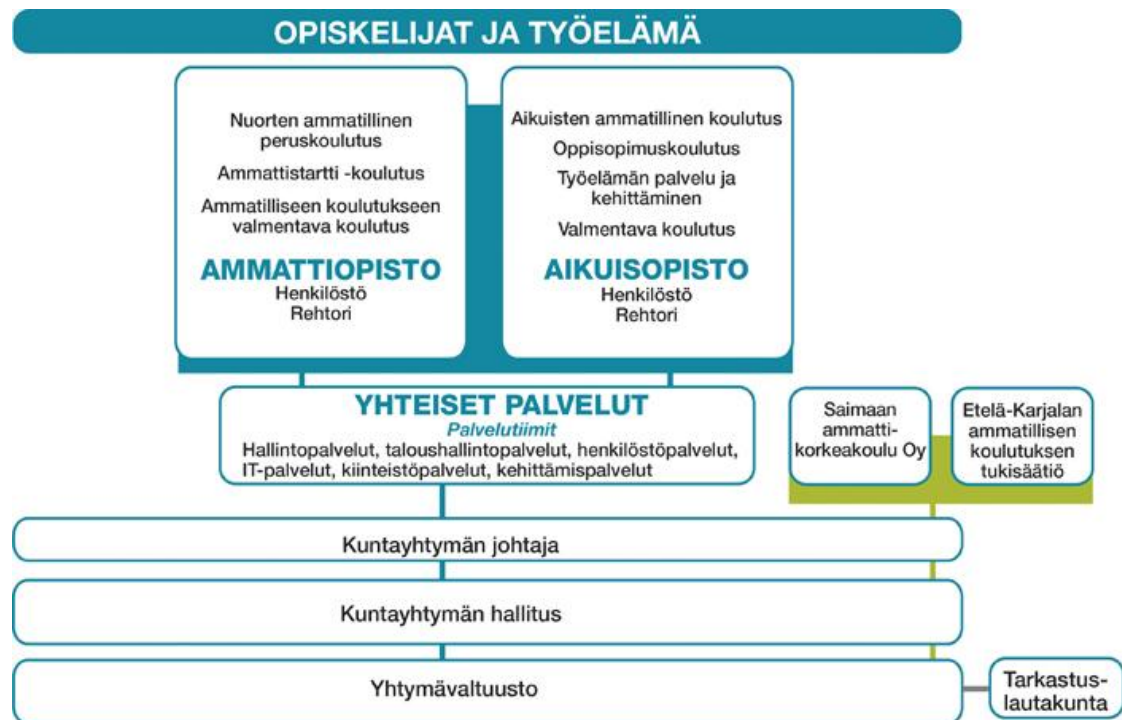 OPISKELIJAT JA TYÖELÄMÄ
Nuorten ammatillinen
peruskoulutus
Ammattistartti -koulutus
Ammatilliseen koulutukseen
valmentava koulutus
AMMATTIOPISTO
Henkilöstö
Rehtori
Aikuisten ammatillinen koulutus
Oppisopimuskoulutus
Työelämän palvelu ja
kehittäminen
Valmentava koulutus
AIKUISOPISTO
Henkilöstö
Rehtori
YHTEISET PALVELUT
Palvelutiimit
Hallintopalvelut, taloushallintopalvelut, henkilöstöpalvelut,
IT-palvelut, kiinteistöpalvelut, kehittämispalvelut
Saimaan
ammatti-
korkeakoulu Oy
Etelä-Karjalan
ammatillisen
koulutuksen
tukisäätiö
Kuntayhtymän johtaja
Kuntayhtymän hallitus
Yhtymävaltuusto
Tarkastus-
lautakunta